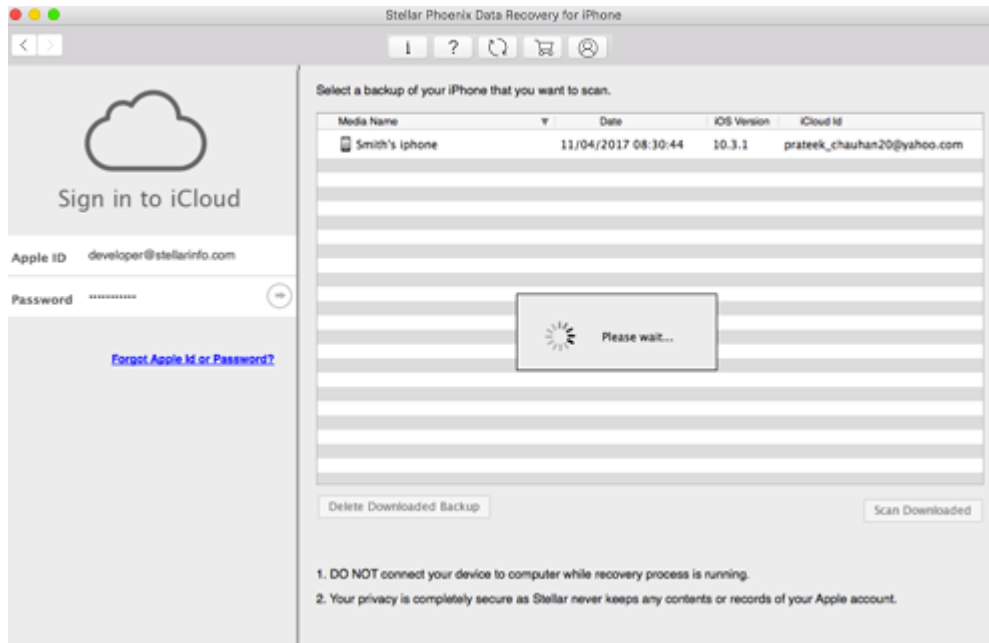 Stellar Phoenix Data Recovery for iPhone
Select a backup of your iPhone that you want to scan.
Media Name Date iOS Version iCloud Id
Smith's iphone 11/04/2017 08:30:44 10.3.1 prateek_chauhan20@yahoo.com
Sign in to iCloud
Apple ID developer@stellarinfo.com
Password ••••••••••••
Forgot Apple Id or Password?
Please wait...
Delete Downloaded Backup
Scan Downloaded
1. DO NOT connect your device to computer while recovery process is running.
2. Your privacy is completely secure as Stellar never keeps any contents or records of your Apple account.